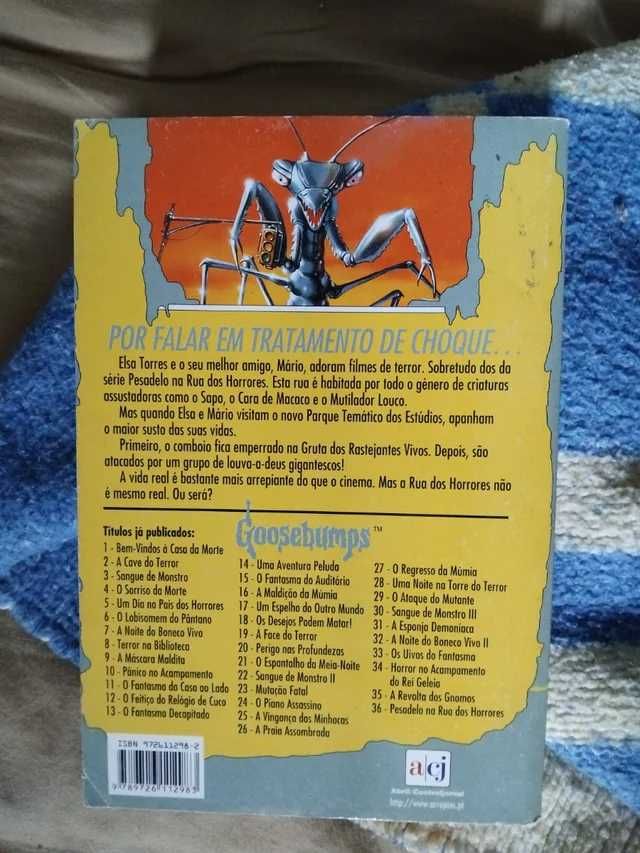 POR FALAR EM TRATAMENTO DE CHOQUE...
Elsa Torres e o seu melhor amigo, Mário, adoram filmes de terror. Sobretudo dos da
série Pesadelo na Rua dos Horrores. Esta rua é habitada por todo o género de criaturas
assustadoras como o Sapo, o Cara de Macaco e o Mutilador Louco.
Mas quando Elsa e Mário visitam o novo Parque Temático dos Estúdios, apanham
o maior susto das suas vidas.
Primeiro, o comboio fica emperrado na Gruta dos Rastejantes Vivos. Depois, são
atacados por um grupo de louva-a-deus gigantescos!
A vida real é bastante mais arrepiante do que o cinema. Mas a Rua dos Horrores não
é mesmo real. Ou será?
Goosebumps™
Títulos já publicados:
1 - Bem-Vindos à Casa da Morte
2 - A Cave do Terror
3 - Sangue de Monstro
4 - O Sorriso da Morte
5 - Um Dia no País dos Horrores
6 - O Lobisomem do Pântano
7 - A Noite do Boneco Vivo
8 - Terror na Biblioteca
9 - A Máscara Maldita
10 - Pânico no Acampamento
11 - O Fantasma da Casa ao Lado
12 - O Feitiço do Relógio de Cuco
13 - O Fantasma Decapitado
14 - Uma Aventura Peluda
15 - O Fantasma do Auditório
16 - A Maldição da Múmia
17 - Um Espelho do Outro Mundo
18 - Os Desejos Podem Matar!
19 - A Face do Terror
20 - Perigo nas Profundezas
21 - O Espantalho da Meia-Noite
22 - Sangue de Monstro II
23 - Mutação Fatal
24 - O Piano Assassino
25 - A Vingança das Minhocas
26 - A Praia Assombrada
27 - O Regresso da Múmia
28 - Uma Noite na Torre do Terror
29 - O Ataque do Mutante
30 - Sangue de Monstro III
31 - A Esponja Demoníaca
32 - A Noite do Boneco Vivo II
33 - Os Uivos do Fantasma
34 - Horror no Acampamento
do Rei Geleia
35 - A Revolta dos Gnomos
36 - Pesadelo na Rua dos Horrores
ISBN 972611298-2
9 789726 112983
acj
Abril Controljornal